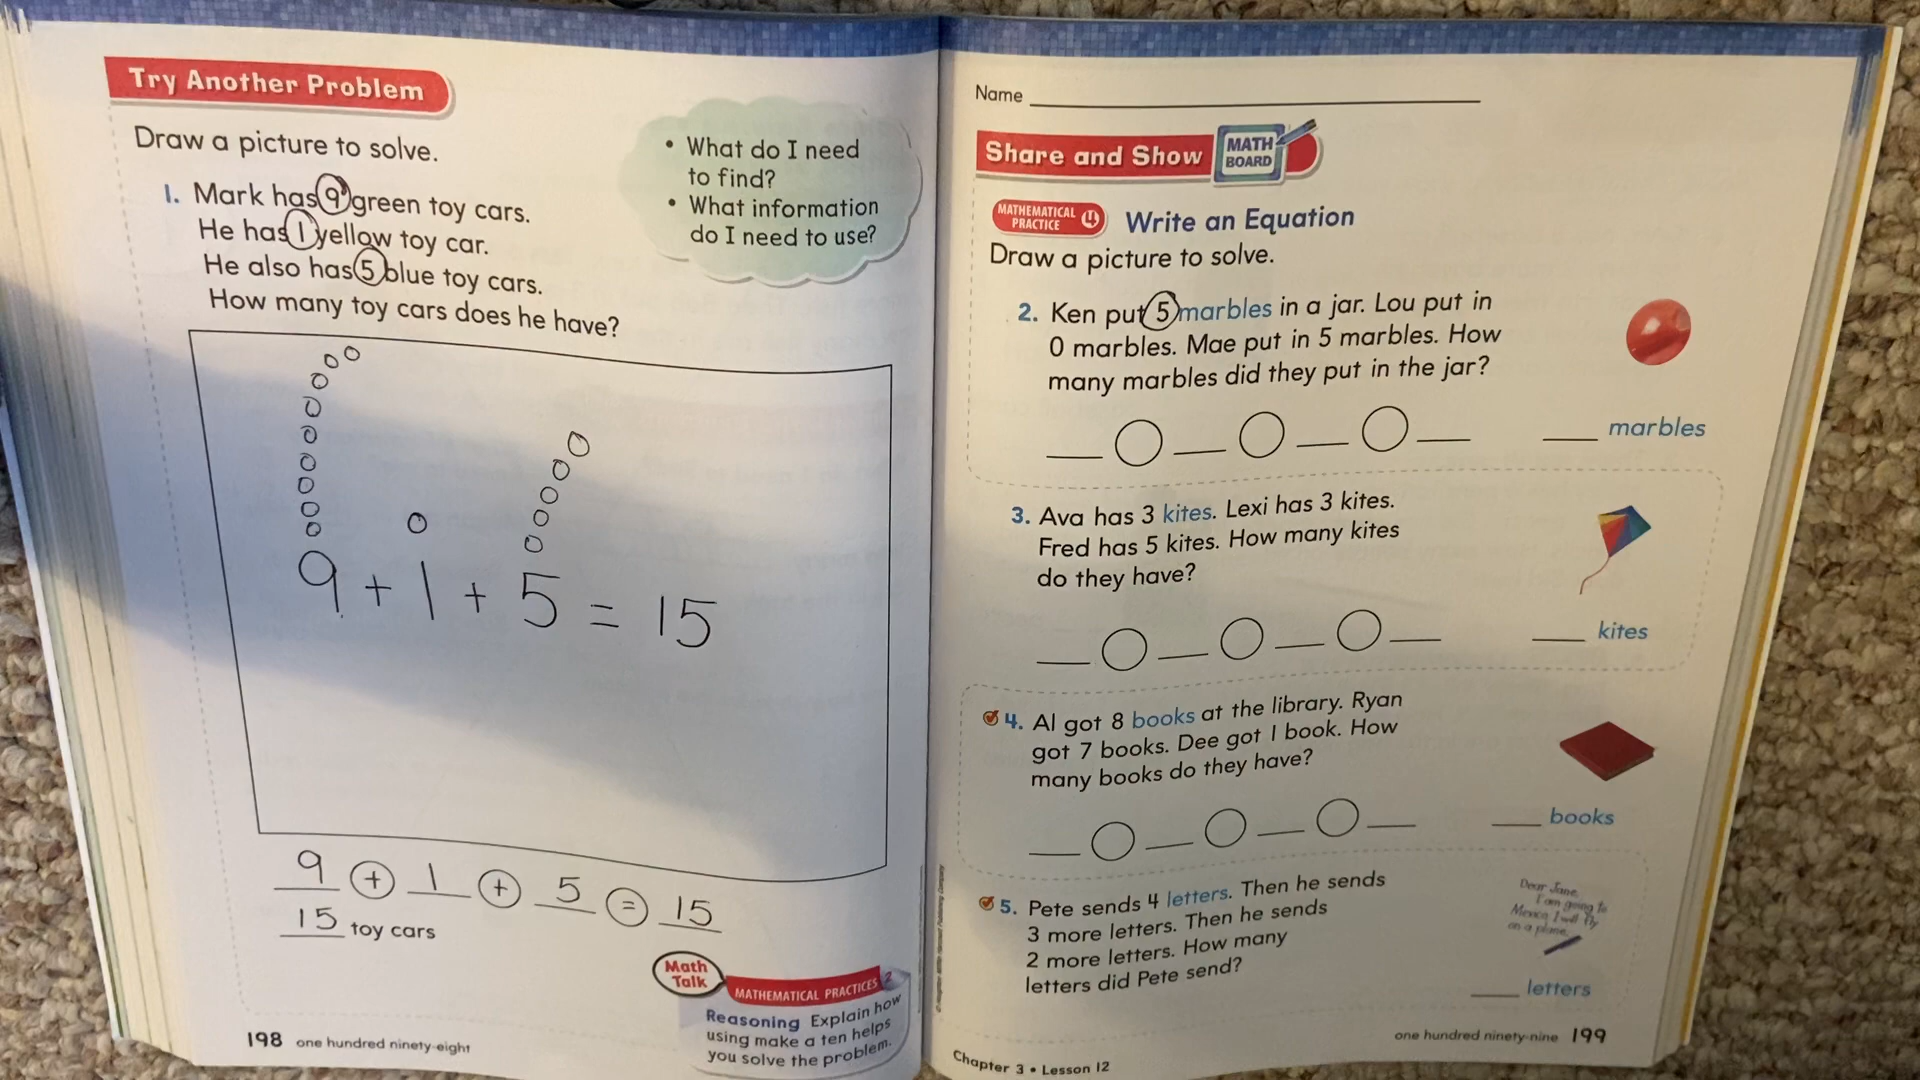 Try Another Problem
Draw a picture to solve.
1. Mark has 9 green toy cars.
He has 1 yellow toy car.
He also has 5 blue toy cars.
How many toy cars does he have?
• What do I need
to find?
• What information
do I need to use?
9 + 1 + 5 = 15
9 + 1 + 5 = 15
15 toy cars
Math
Talk
MATHEMATICAL PRACTICES 2
Reasoning Explain how
using make a ten helps
you solve the problem.
198 one hundred ninety-eight
Name
Share and Show MATH
BOARD
MATHEMATICAL
PRACTICE 4 Write an Equation
Draw a picture to solve.
2. Ken put 5 marbles in a jar. Lou put in
0 marbles. Mae put in 5 marbles. How
many marbles did they put in the jar?
marbles
3. Ava has 3 kites. Lexi has 3 kites.
Fred has 5 kites. How many kites
do they have?
kites
4. Al got 8 books at the library. Ryan
got 7 books. Dee got 1 book. How
many books do they have?
books
5. Pete sends 4 letters. Then he sends
3 more letters. Then he sends
2 more letters. How many
letters did Pete send?
Dear Jane,
I am going to
Mexico. I will fly
on a plane.
letters
Chapter 3 • Lesson 12
one hundred ninety-nine 199